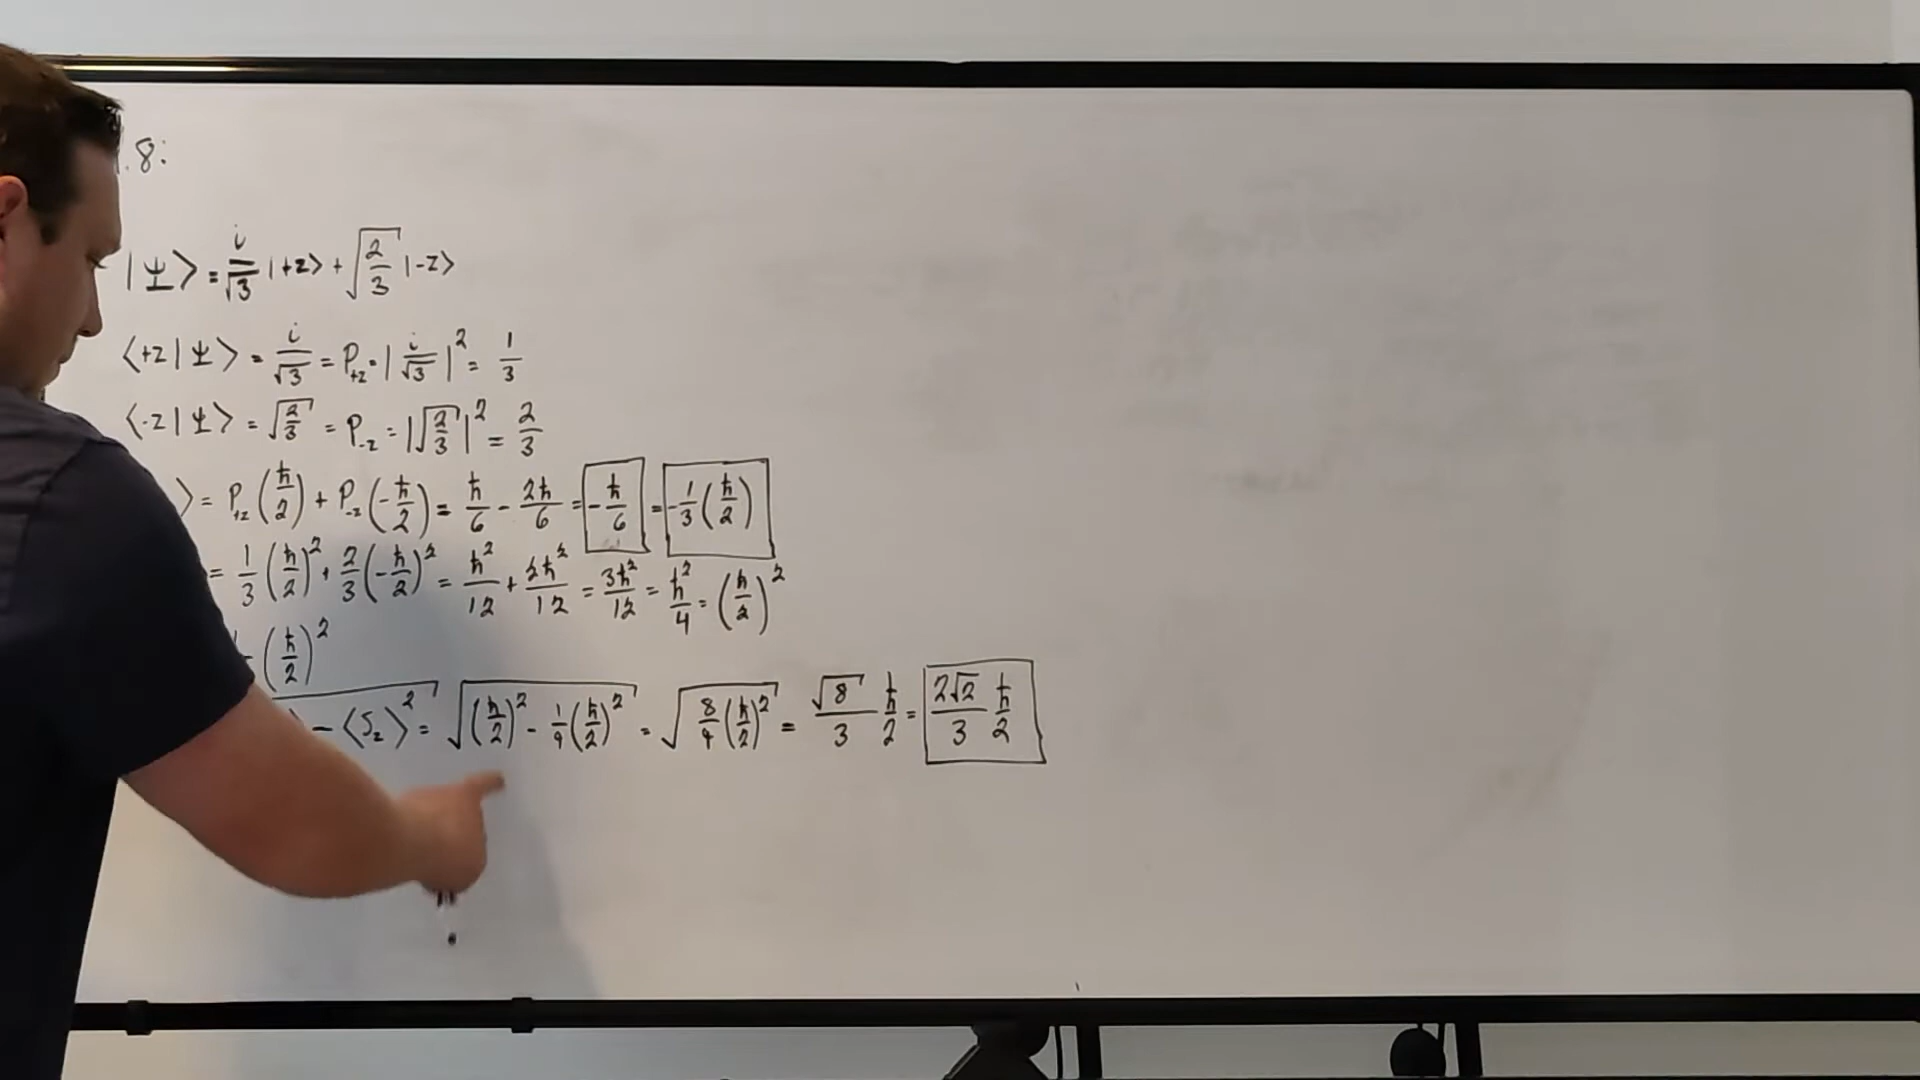 .8:
|Ψ⟩ = i/√3 |+z⟩ + √(2/3) |-z⟩
⟨+z|Ψ⟩ = i/√3 = P₊z = |i/√3|² = 1/3
⟨-z|Ψ⟩ = √(2/3) = P₋z = |√(2/3)|² = 2/3
⟩ = P₊z (ħ/2) + P₋z (-ħ/2) = ħ/6 - 2ħ/6 = -ħ/6 = -1/3 (ħ/2)
= 1/3 (ħ/2)² + 2/3 (-ħ/2)² = ħ²/12 + 2ħ²/12 = 3ħ²/12 = ħ²/4 = (ħ/2)²
(ħ/2)²
⟩ - ⟨S_z⟩² = √((ħ/2)² - 1/9 (ħ/2)²) = √(8/9 (ħ/2)²) = √8/3 ħ/2 = 2√2/3 ħ/2